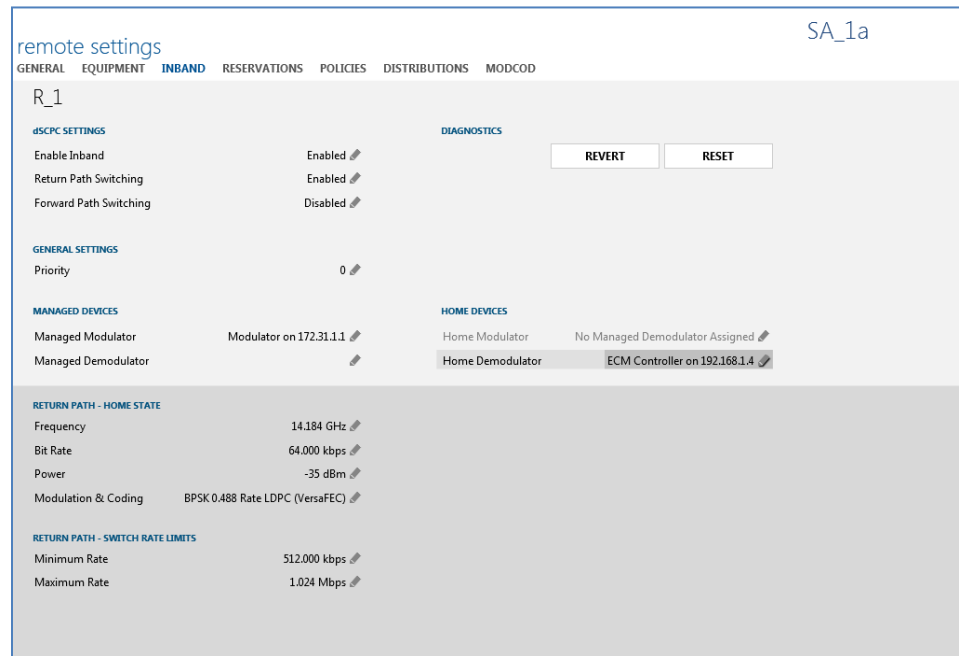 SA_1a
remote settings
GENERAL EQUIPMENT INBAND RESERVATIONS POLICIES DISTRIBUTIONS MODCOD
R_1
dSCPC SETTINGS
Enable Inband Enabled
Return Path Switching Enabled
Forward Path Switching Disabled
DIAGNOSTICS
REVERT RESET
GENERAL SETTINGS
Priority 0
MANAGED DEVICES
Managed Modulator Modulator on 172.31.1.1
Managed Demodulator
HOME DEVICES
Home Modulator No Managed Demodulator Assigned
Home Demodulator ECM Controller on 192.168.1.4
RETURN PATH - HOME STATE
Frequency 14.184 GHz
Bit Rate 64.000 kbps
Power -35 dBm
Modulation & Coding BPSK 0.488 Rate LDPC (VersaFEC)
RETURN PATH - SWITCH RATE LIMITS
Minimum Rate 512.000 kbps
Maximum Rate 1.024 Mbps